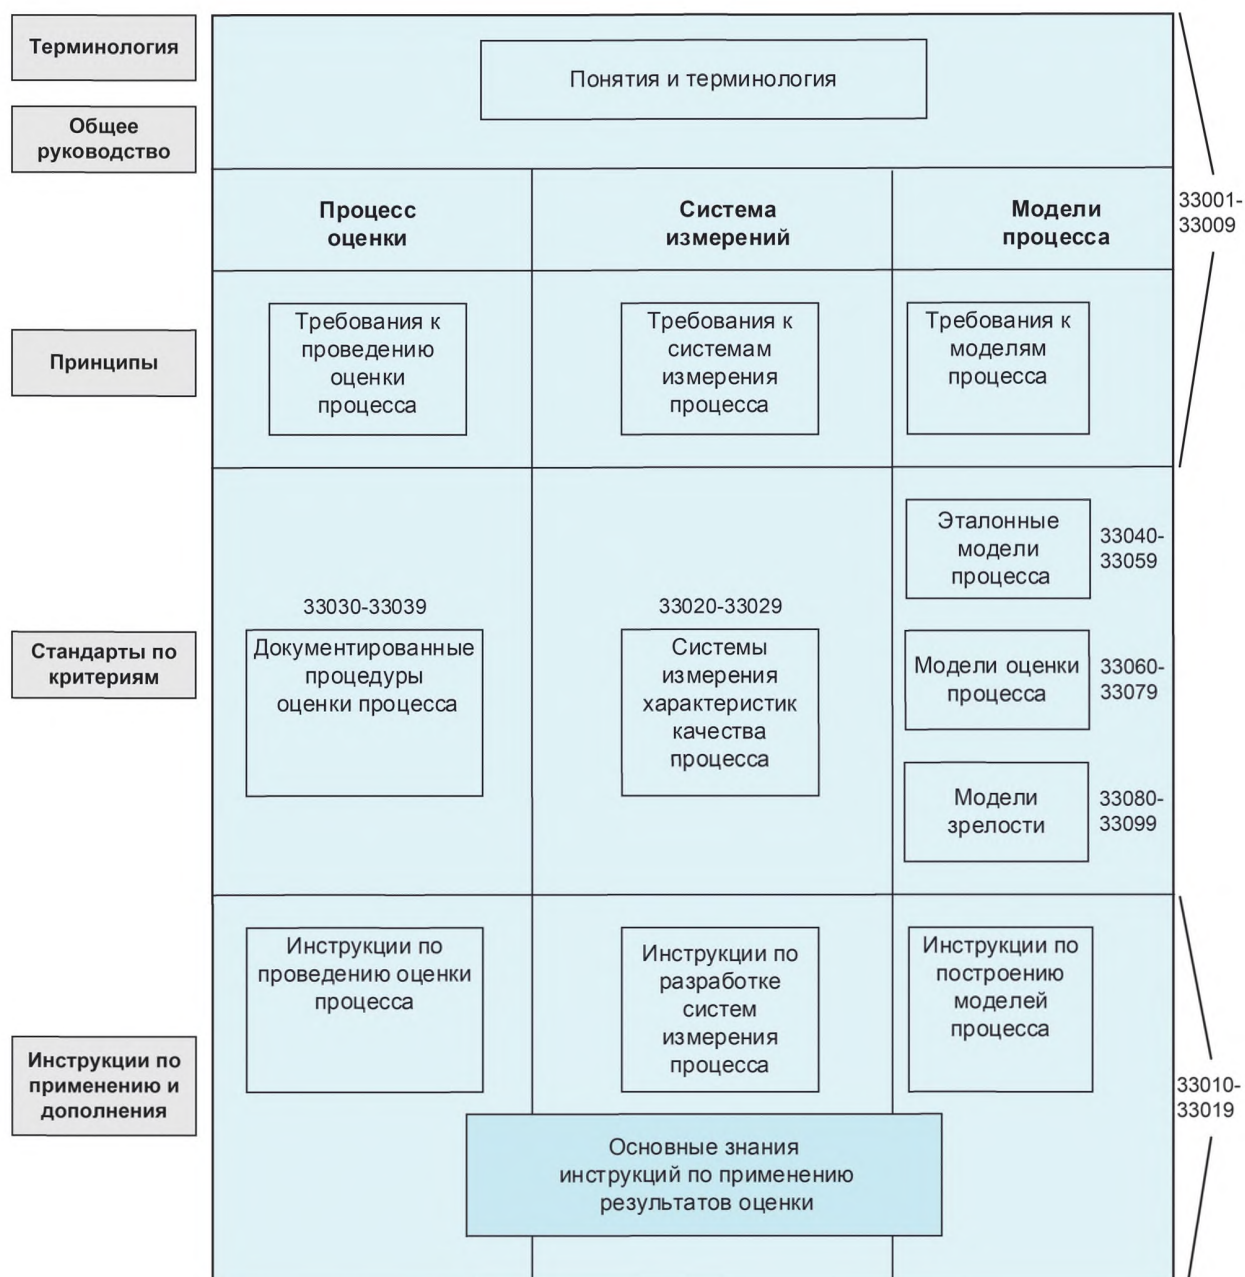 Терминология
Понятия и терминология
Общее
руководство
33001-
33009
Процесс
оценки
Система
измерений
Модели
процесса
Принципы
Требования к
проведению
оценки
процесса
Требования к
системам
измерения
процесса
Требования к
моделям
процесса
Стандарты по
критериям
33030-33039
Документированные
процедуры
оценки процесса
33020-33029
Системы
измерения
характеристик
качества
процесса
Эталонные
модели
процесса
33040-
33059
Модели оценки
процесса
33060-
33079
Модели
зрелости
33080-
33099
Инструкции по
применению и
дополнения
Инструкции по
проведению оценки
процесса
Инструкции по
разработке
систем
измерения
процесса
Инструкции по
построению
моделей
процесса
33010-
33019
Основные знания
инструкций по применению
результатов оценки